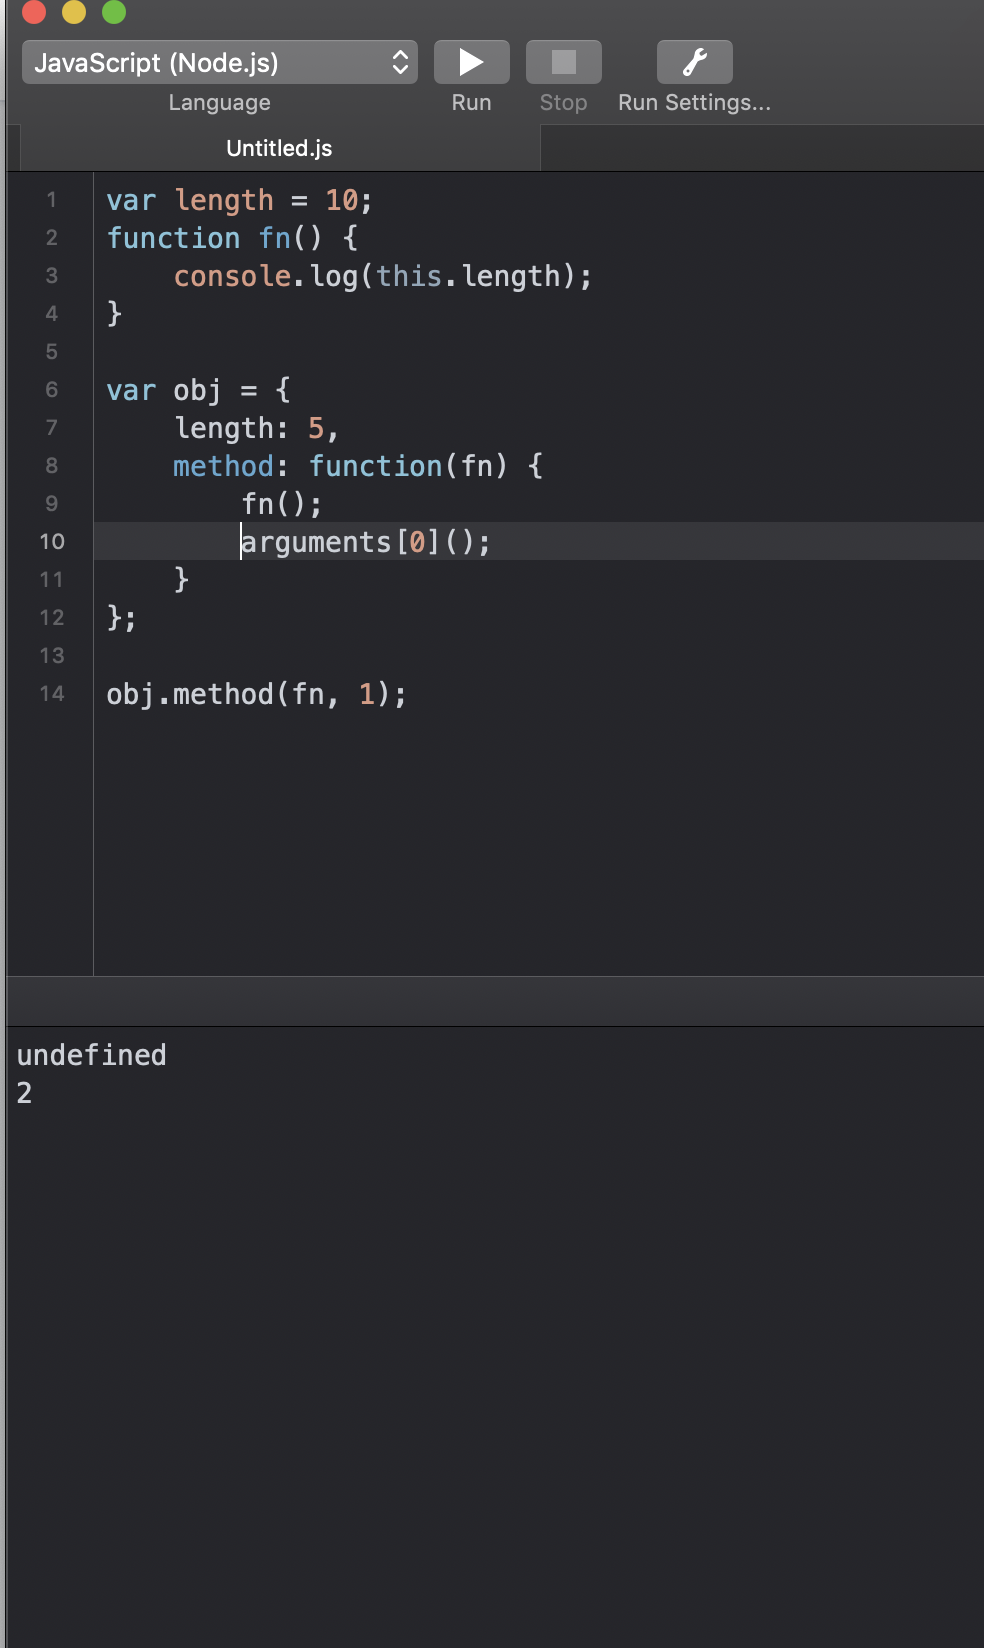 JavaScript (Node.js)
Language Run Stop Run Settings...
Untitled.js
1 var length = 10;
2 function fn() {
3     console.log(this.length);
4 }
5
6 var obj = {
7     length: 5,
8     method: function(fn) {
9         fn();
10         arguments[0]();
11     }
12 };
13
14 obj.method(fn, 1);
undefined
2